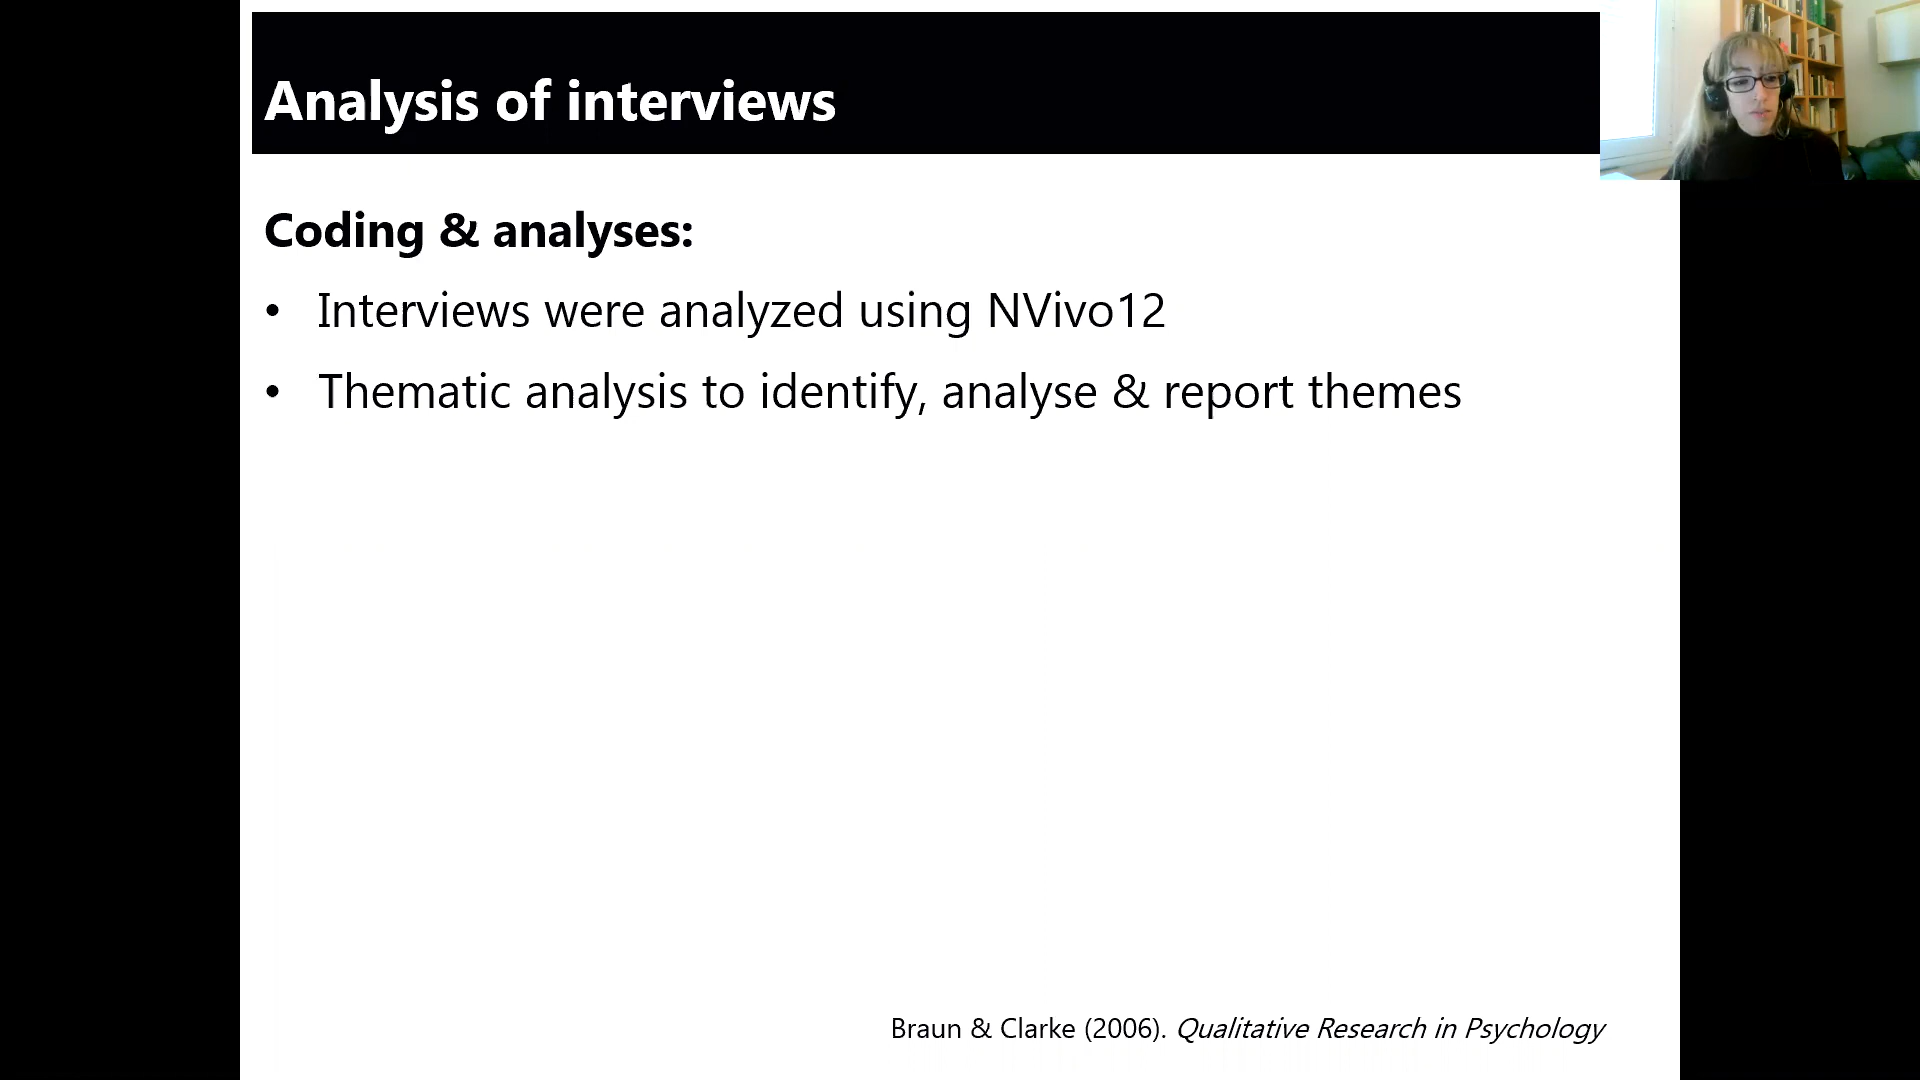 Analysis of interviews
Coding & analyses:
• Interviews were analyzed using NVivo12
• Thematic analysis to identify, analyse & report themes
Braun & Clarke (2006). Qualitative Research in Psychology